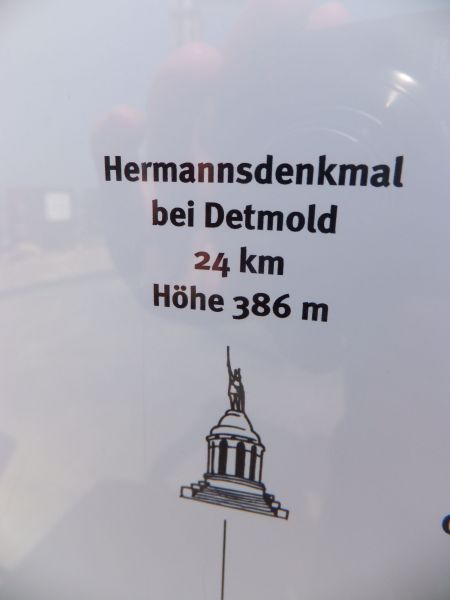 Hermannsdenkmal
bei Detmold
24 km
Höhe 386 m